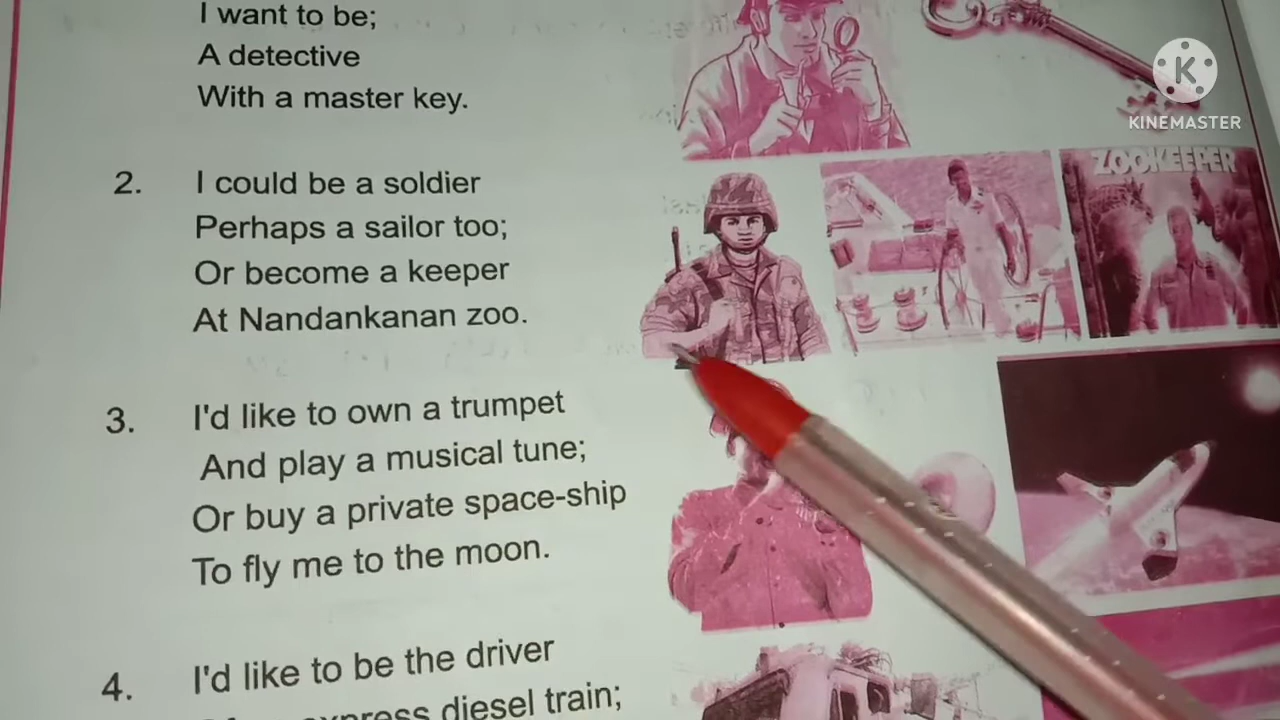 I want to be;
A detective
With a master key.
K
KINEMASTER
ZOOKEEPER
2. I could be a soldier
Perhaps a sailor too;
Or become a keeper
At Nandankanan zoo.
3. I'd like to own a trumpet
And play a musical tune;
Or buy a private space-ship
To fly me to the moon.
4. I'd like to be the driver
express diesel train;